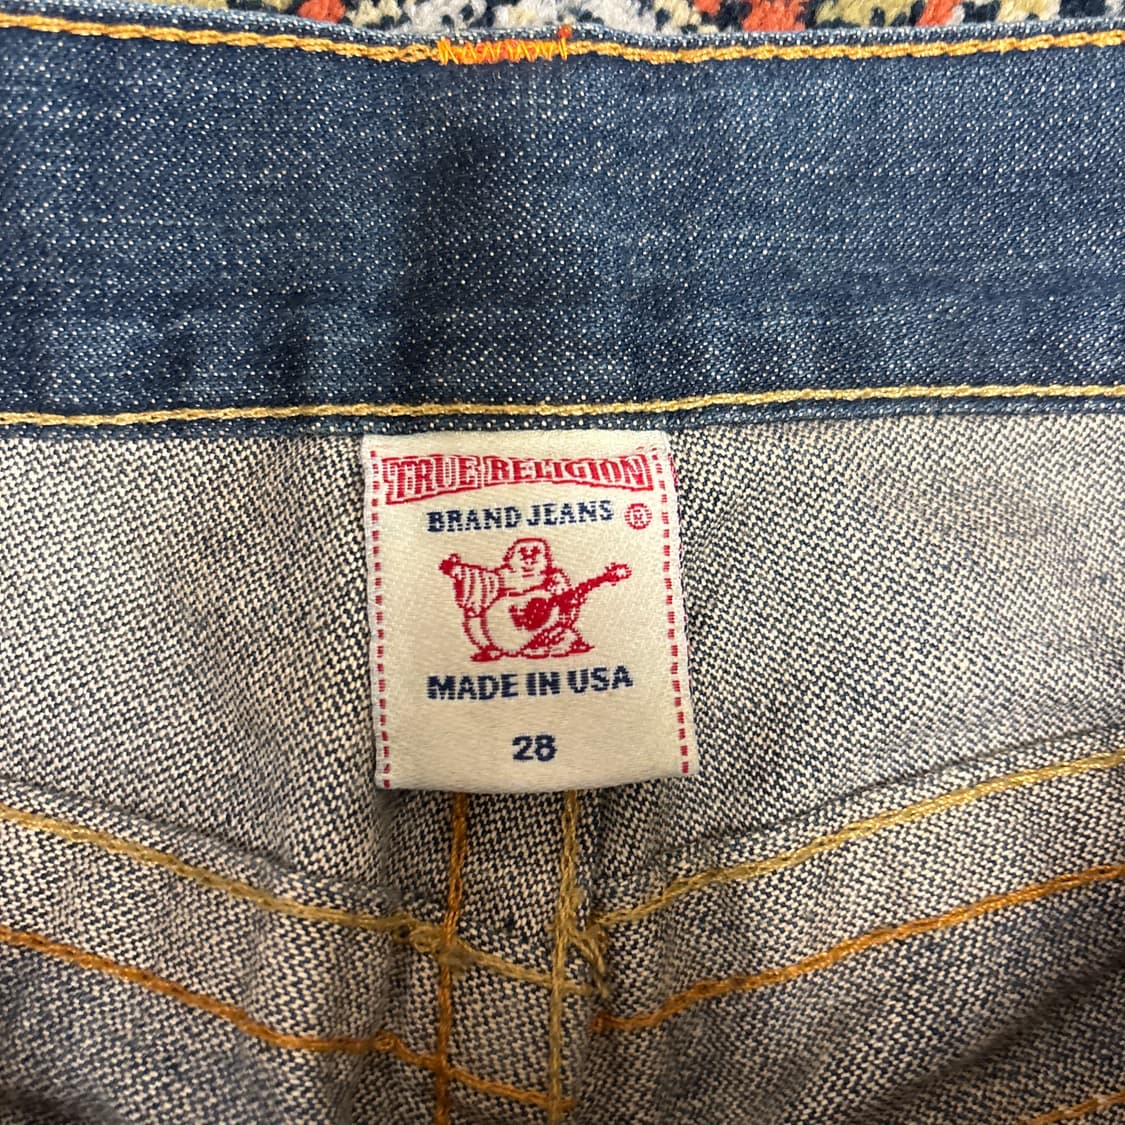 TRUE RELIGION
BRAND JEANS ®
MADE IN USA
28